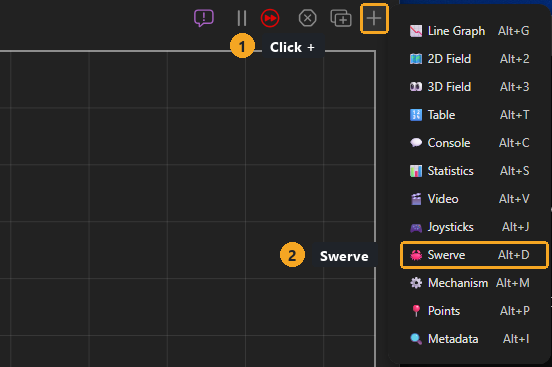 1 Click +
Line Graph Alt+G
2D Field Alt+2
3D Field Alt+3
Table Alt+T
Console Alt+C
Statistics Alt+S
Video Alt+V
Joysticks Alt+J
2 Swerve
Swerve Alt+D
Mechanism Alt+M
Points Alt+P
Metadata Alt+I